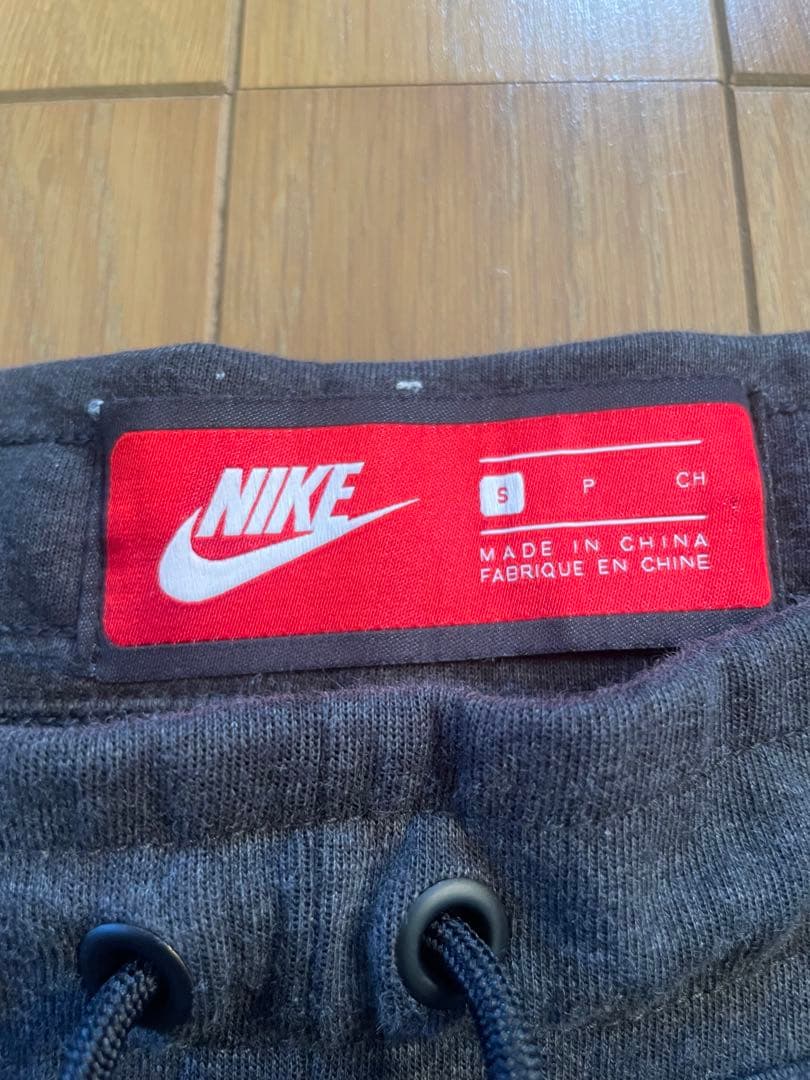 NIKE
S P CH
MADE IN CHINA
FABRIQUE EN CHINE